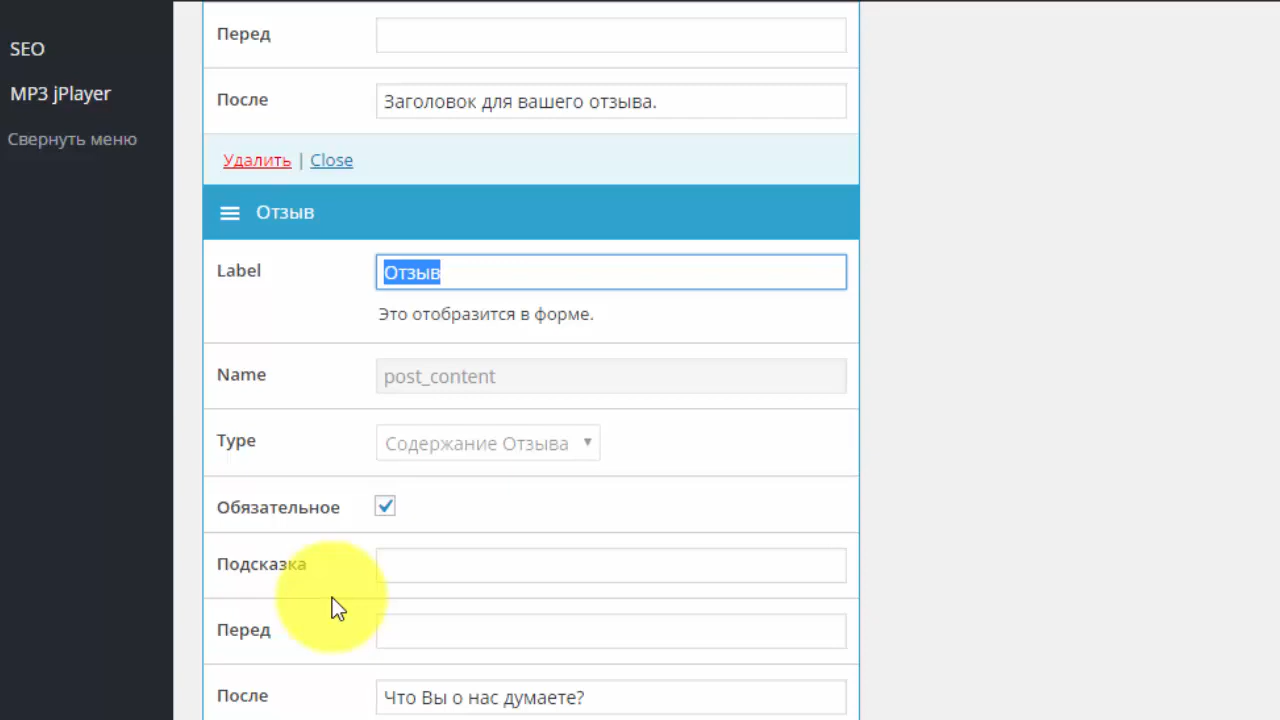 SEO
MP3 jPlayer
Свернуть меню
Перед
После
Заголовок для вашего отзыва.
Удалить | Close
Отзыв
Label
Отзыв
Это отобразится в форме.
Name
post_content
Type
Содержание Отзыва
Обязательное
Подсказка
Перед
После
Что Вы о нас думаете?